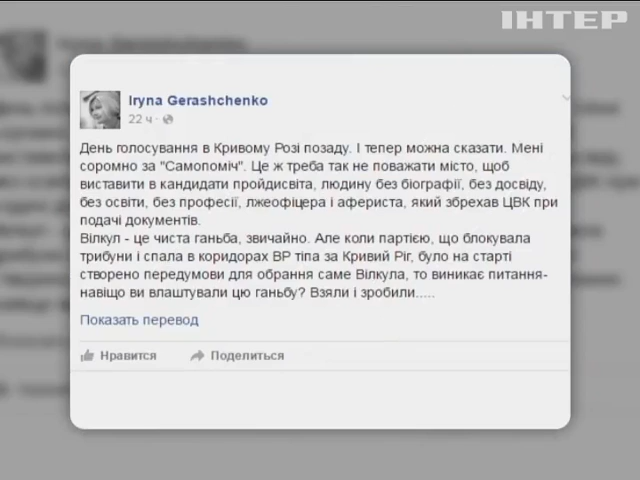 ІНТЕР
Iryna Gerashchenko
22 ч ·
День голосування в Кривому Розі позаду. І тепер можна сказати. Мені
соромно за "Самопоміч". Це ж треба так не поважати місто, щоб
виставити в кандидати пройдисвіта, людину без біографії, без досвіду,
без освіти, без професії, лжеофіцера і афериста, який збрехав ЦВК при
подачі документів.
Вілкул - це чиста ганьба, звичайно. Але коли партією, що блокувала
трибуни і спала в коридорах ВР тіпа за Кривий Ріг, було на старті
створено передумови для обрання саме Вілкула, то виникає питання-
навіщо ви влаштували цю ганьбу? Взяли і зробили.....
Показать перевод
Нравится Поделиться